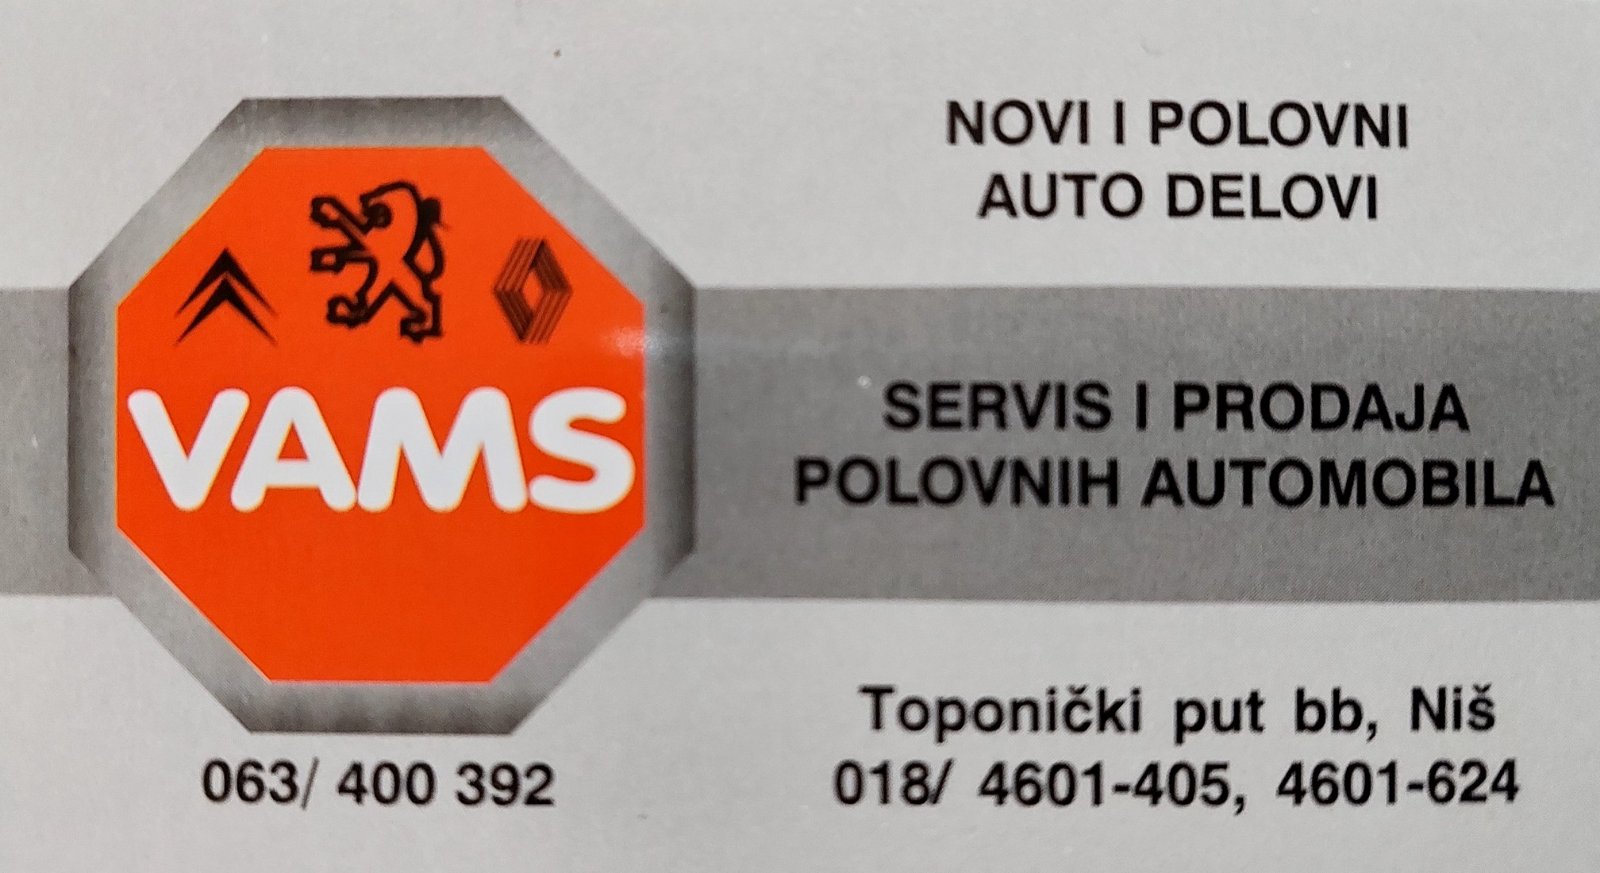 VAMS
063/ 400 392
NOVI I POLOVNI
AUTO DELOVI
SERVIS I PRODAJA
POLOVNIH AUTOMOBILA
Toponički put bb, Niš
018/ 4601-405, 4601-624